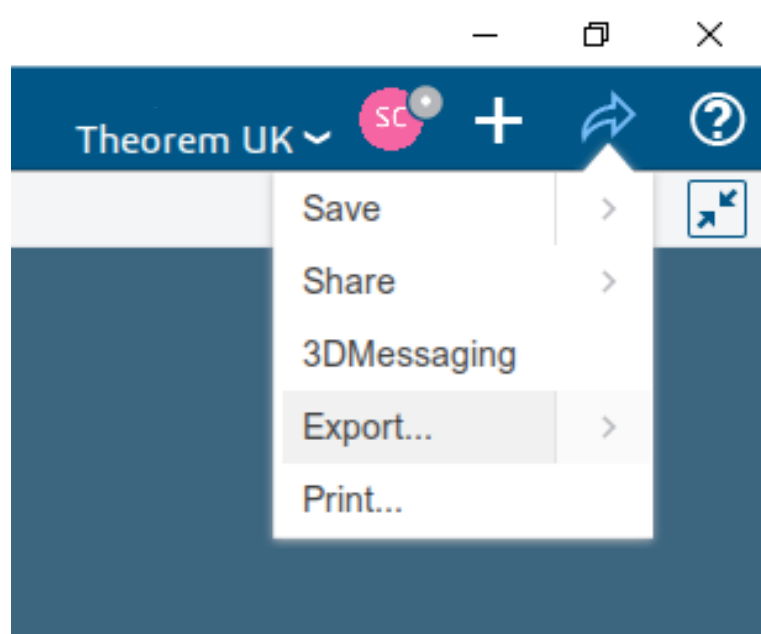 Theorem UK
SC
Save
Share
3DMessaging
Export...
Print...